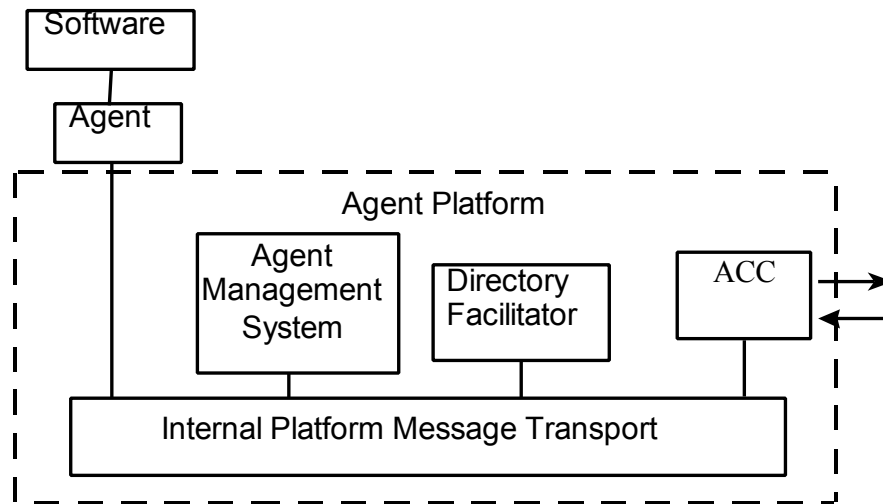 Software
Agent
Agent Platform
Agent
Management
System
Directory
Facilitator
ACC
Internal Platform Message Transport